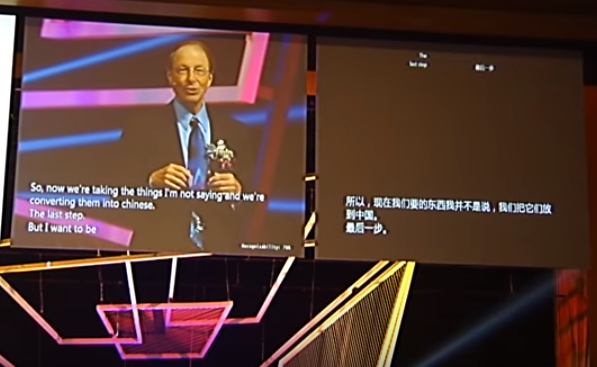 So, now we're taking the things I'm not saying and we're
converting them into chinese.
The last step.
But I want to be
Recognizability: 76%
The
last step
最后一步
所以，现在我们要的东西我并不是说，我们把它们放
到中国。
最后一步。